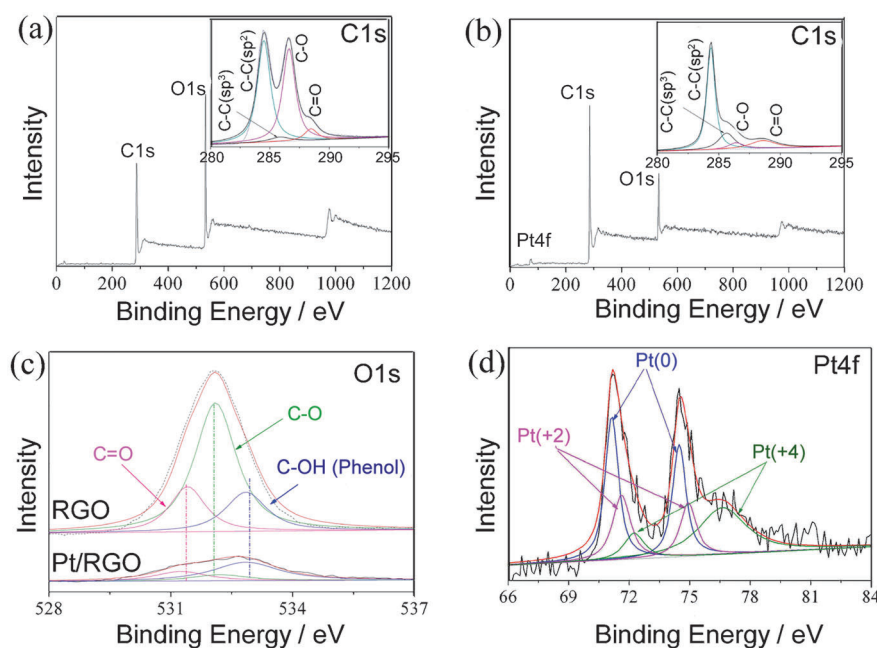 (a)
C1s
C-C(sp³)
C-C(sp²)
C-O
C=O
280 285 290 295
O1s
C1s
Intensity
0 200 400 600 800 1000 1200
Binding Energy / eV
(b)
C1s
C-C(sp³)
C-C(sp²)
C-O
C=O
280 285 290 295
C1s
O1s
Pt4f
Intensity
0 200 400 600 800 1000 1200
Binding Energy / eV
(c)
O1s
C-O
C=O
C-OH (Phenol)
RGO
Pt/RGO
Intensity
528 531 534 537
Binding Energy / eV
(d)
Pt4f
Pt(0)
Pt(+2)
Pt(+4)
Intensity
66 69 72 75 78 81 84
Binding Energy / eV